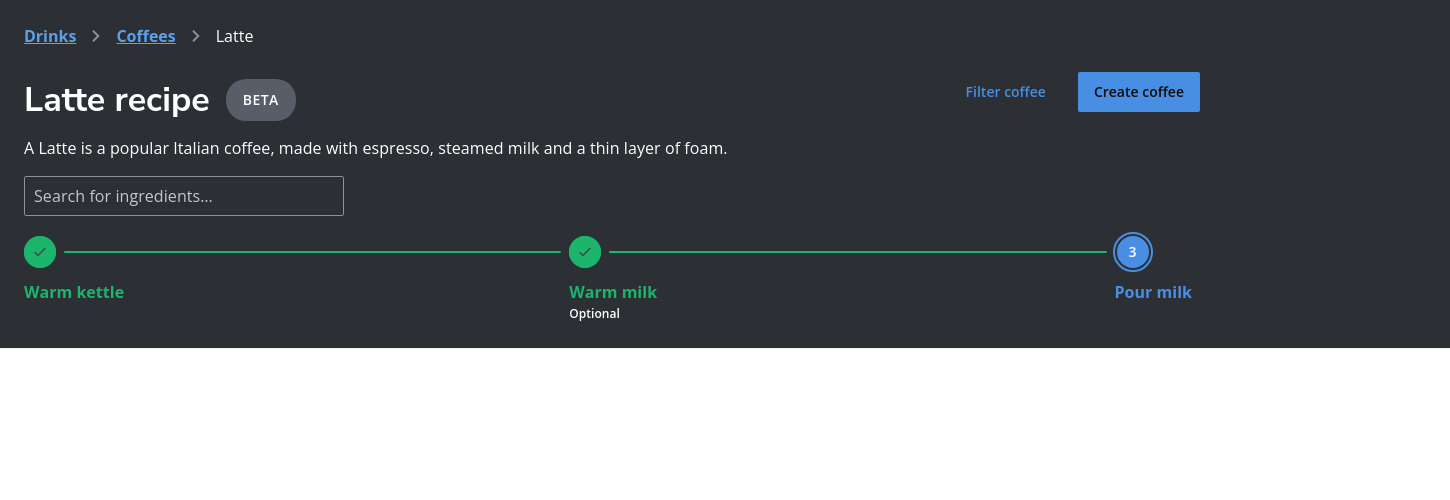 Drinks > Coffees > Latte
Latte recipe BETA
Filter coffee Create coffee
A Latte is a popular Italian coffee, made with espresso, steamed milk and a thin layer of foam.
Search for ingredients...
3
Warm kettle Warm milk Pour milk
Optional